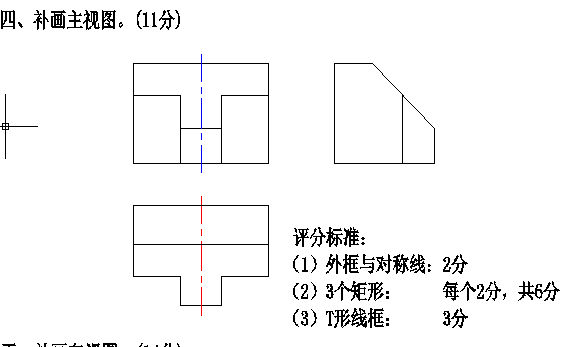 四、补画主视图。(11分)
评分标准：
(1) 外框与对称线：2分
(2) 3个矩形： 每个2分，共6分
(3) T形线框： 3分